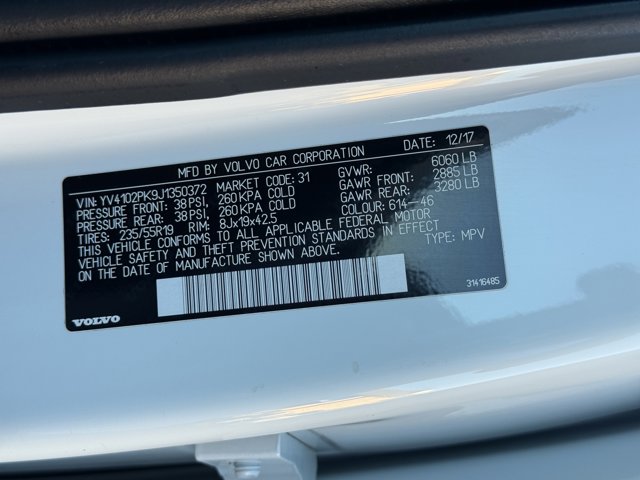 MFD BY VOLVO CAR CORPORATION DATE: 12/17
VIN: YV4102PK9J1350372 MARKET CODE: 31 GVWR: 6060 LB
PRESSURE FRONT: 38 PSI, 260 KPA COLD GAWR FRONT: 2885 LB
PRESSURE REAR: 38 PSI, 260 KPA COLD GAWR REAR: 3280 LB
TIRES: 235/55R19 RIM: 8Jx19x42.5 COLOUR: 614-46
THIS VEHICLE CONFORMS TO ALL APPLICABLE FEDERAL MOTOR
VEHICLE SAFETY AND THEFT PREVENTION STANDARDS IN EFFECT
ON THE DATE OF MANUFACTURE SHOWN ABOVE. TYPE: MPV
VOLVO 31416485